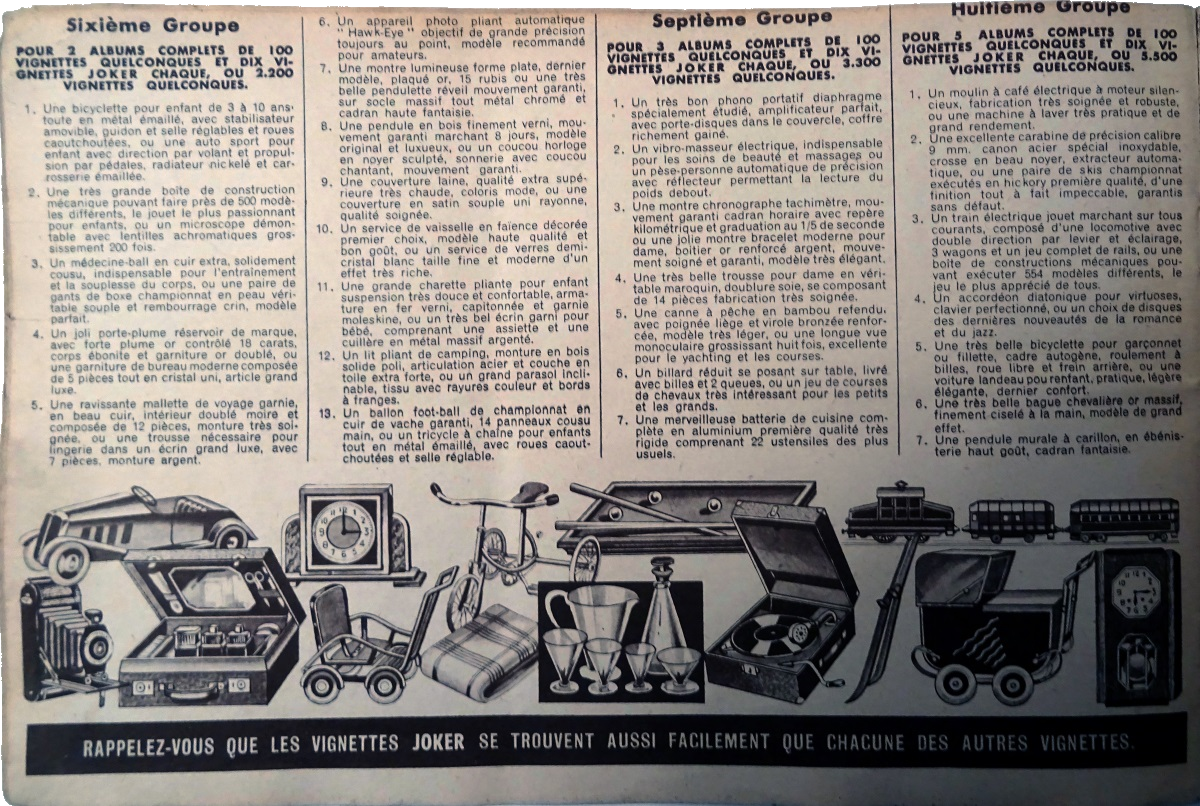 Sixième Groupe
POUR 2 ALBUMS COMPLETS DE 100
VIGNETTES QUELCONQUES ET DIX VI-
GNETTES JOKER CHAQUE, OU 2.200
VIGNETTES QUELCONQUES.
1. Une bicyclette pour enfant de 3 à 10 ans,
toute en métal émaillé, avec stabilisateur
amovible, guidon et selle réglables et roues
caoutchoutées, ou une auto sport pour
enfant avec direction par volant et propul-
sion par pédales, radiateur nickelé et car-
rosserie émaillée.
2. Une très grande boîte de construction
mécanique pouvant faire près de 500 modè-
les différents, le jouet le plus passionnant
pour enfants, ou un microscope démon-
table avec lentilles achromatiques gros-
sissement 200 fois.
3. Un médecine-ball en cuir extra, solidement
cousu, indispensable pour l'entraînement
et la souplesse du corps, ou une paire de
gants de boxe championnat en peau véri-
table souple et rembourrage crin, modèle
parfait.
4. Un joli porte-plume réservoir de marque,
avec forte plume or contrôlé 18 carats,
corps ébonite et garniture or doublé, ou
une garniture de bureau moderne composée
de 5 pièces tout en cristal uni, article grand
luxe.
5. Une ravissante mallette de voyage garnie,
en beau cuir, intérieur doublé moire et
composée de 12 pièces, monture très soi-
gnée, ou une trousse nécessaire pour
lingerie dans un écrin grand luxe, avec
7 pièces, monture argent.
6. Un appareil photo pliant automatique
" Hawk-Eye " objectif de grande précision
toujours au point, modèle recommandé
pour amateurs.
7. Une montre lumineuse forme plate, dernier
modèle, plaqué or, 15 rubis ou une très
belle pendulette réveil mouvement garanti,
sur socle massif tout métal chromé et
cadran haute fantaisie.
8. Une pendule en bois finement verni, mou-
vement garanti marchant 8 jours, modèle
original et luxueux, ou un coucou horloge
en noyer sculpté, sonnerie avec coucou
chantant, mouvement garanti.
9. Une couverture laine, qualité extra supé-
rieure très chaude, coloris mode, ou une
couverture en satin souple uni rayonne,
qualité soignée.
10. Un service de vaisselle en faïence décorée
premier choix, modèle haute qualité et
bon goût, ou un service de verres demi-
cristal blanc taille fine et moderne d'un
effet très riche.
11. Une grande charette pliante pour enfant
suspension très douce et confortable, arma-
ture en fer verni, capitonnée et garnie
moleskine, ou un très bel écrin garni pour
bébé, comprenant une assiette et une
cuillère en métal massif argenté.
12. Un lit pliant de camping, monture en bois
solide poli, articulation acier et couche en
toile extra forte, ou un grand parasol incli-
nable, tissu avec rayures couleur et bords
à franges.
13. Un ballon foot-ball de championnat en
cuir de vache garanti, 14 panneaux cousu
main, ou un tricycle à chaîne pour enfants
tout en métal émaillé, avec roues caout-
choutées et selle réglable.
Septième Groupe
POUR 3 ALBUMS COMPLETS DE 100
VIGNETTES QUELCONQUES ET DIX VI-
GNETTES JOKER CHAQUE, OU 3.300
VIGNETTES QUELCONQUES.
1. Un très bon phono portatif diaphragme
spécialement étudié, amplificateur parfait,
avec porte-disques dans le couvercle, coffre
richement gainé.
2. Un vibro-masseur électrique, indispensable
pour les soins de beauté et massages ou
un pèse-personne automatique de précision
avec réflecteur permettant la lecture du
poids debout.
3. Une montre chronographe tachimètre, mou-
vement garanti cadran horaire avec repère
kilométrique et graduation au 1/5 de seconde
ou une jolie montre bracelet moderne pour
dame, boitier or renforcé argent, mouve-
ment soigné et garanti, modèle très élégant.
4. Une très belle trousse pour dame en véri-
table maroquin, doublure soie, se composant
de 14 pièces fabrication très soignée.
5. Une canne à pêche en bambou refendu,
avec poignée liège et virole bronzée renfor-
cée, modèle très léger, ou une longue vue
monoculaire grossissant huit fois, excellente
pour le yachting et les courses.
6. Un billard réduit se posant sur table, livré
avec billes et 2 queues, ou un jeu de courses
de chevaux très intéressant pour les petits
et les grands.
7. Une merveilleuse batterie de cuisine com-
plète en aluminium première qualité très
rigide comprenant 22 ustensiles des plus
usuels.
Huitième Groupe
POUR 5 ALBUMS COMPLETS DE 100
VIGNETTES QUELCONQUES ET DIX VI-
GNETTES JOKER CHAQUE, OU 5.500
VIGNETTES QUELCONQUES.
1. Un moulin à café électrique à moteur silen-
cieux, fabrication très soignée et robuste,
ou une machine à laver très pratique et de
grand rendement.
2. Une excellente carabine de précision calibre
9 mm. canon acier spécial inoxydable,
crosse en beau noyer, extracteur automa-
tique, ou une paire de skis championnat
exécutés en hickory première qualité, d'une
finition tout à fait impeccable, garantis
sans défaut.
3. Un train électrique jouet marchant sur tous
courants, composé d'une locomotive avec
double direction par levier et éclairage,
3 wagons et un jeu complet de rails, ou une
boîte de constructions mécaniques pou-
vant exécuter 554 modèles différents, le
jeu le plus apprécié de tous.
4. Un accordéon diatonique pour virtuoses,
clavier perfectionné, ou un choix de disques
des dernières nouveautés de la romance
et du jazz.
5. Une très belle bicyclette pour garçonnet
ou fillette, cadre autogène, roulement à
billes, roue libre et frein arrière, ou une
voiture landeau pour enfant, pratique, légère
élégante, dernier confort.
6. Une très belle bague chevalière or massif,
finement ciselé à la main, modèle de grand
effet.
7. Une pendule murale à carillon, en ébénis-
terie haut goût, cadran fantaisie.
RAPPELEZ-VOUS QUE LES VIGNETTES JOKER SE TROUVENT AUSSI FACILEMENT QUE CHACUNE DES AUTRES VIGNETTES.